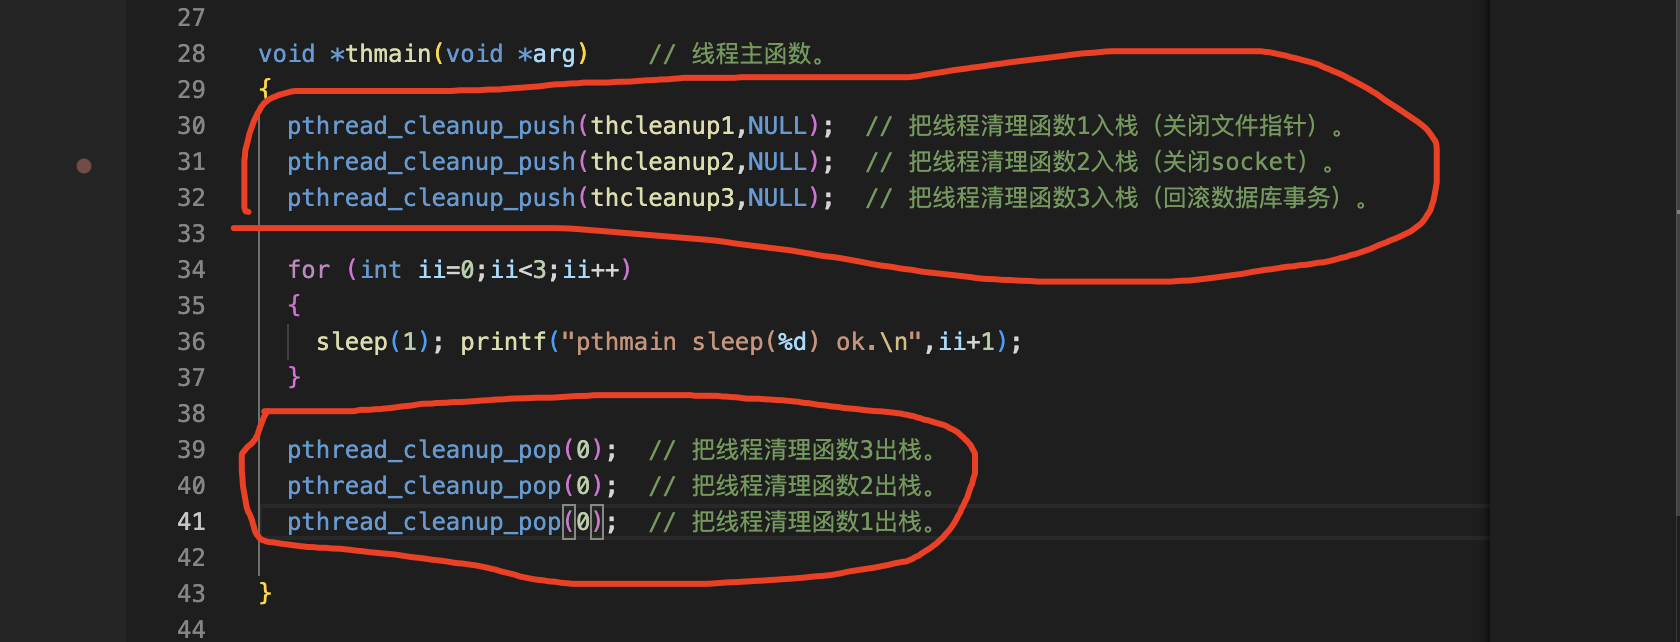 27
28 void *thmain(void *arg)    // 线程主函数。
29 {
30   pthread_cleanup_push(thcleanup1,NULL);  // 把线程清理函数1入栈（关闭文件指针）。
31   pthread_cleanup_push(thcleanup2,NULL);  // 把线程清理函数2入栈（关闭socket）。
32   pthread_cleanup_push(thcleanup3,NULL);  // 把线程清理函数3入栈（回滚数据库事务）。
33
34   for (int ii=0;ii<3;ii++)
35   {
36     sleep(1); printf("pthmain sleep(%d) ok.\n",ii+1);
37   }
38
39   pthread_cleanup_pop(0);  // 把线程清理函数3出栈。
40   pthread_cleanup_pop(0);  // 把线程清理函数2出栈。
41   pthread_cleanup_pop(0);  // 把线程清理函数1出栈。
42
43 }
44